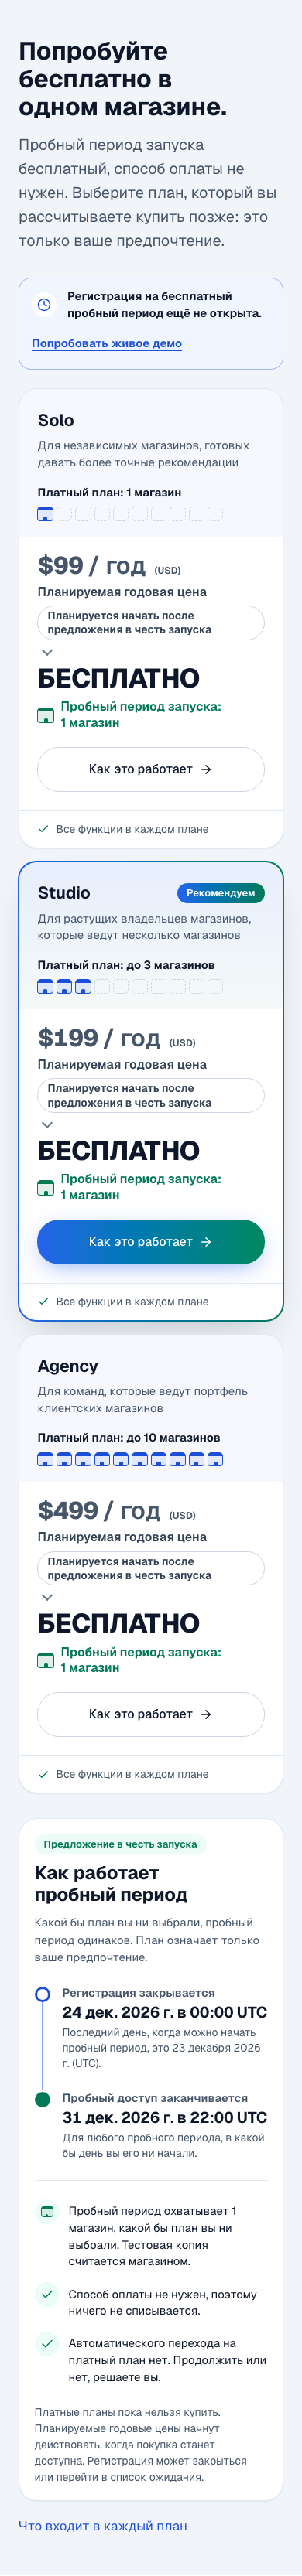 Попробуйте
бесплатно в
одном магазине.
Пробный период запуска
бесплатный, способ оплаты не
нужен. Выберите план, который вы
рассчитываете купить позже: это
только ваше предпочтение.
Регистрация на бесплатный
пробный период ещё не открыта.
Попробовать живое демо
Solo
Для независимых магазинов, готовых
давать более точные рекомендации
Платный план: 1 магазин
$99 / год (USD)
Планируемая годовая цена
Планируется начать после
предложения в честь запуска
БЕСПЛАТНО
Пробный период запуска:
1 магазин
Как это работает →
Все функции в каждом плане
Studio
Рекомендуем
Для растущих владельцев магазинов,
которые ведут несколько магазинов
Платный план: до 3 магазинов
$199 / год (USD)
Планируемая годовая цена
Планируется начать после
предложения в честь запуска
БЕСПЛАТНО
Пробный период запуска:
1 магазин
Как это работает →
Все функции в каждом плане
Agency
Для команд, которые ведут портфель
клиентских магазинов
Платный план: до 10 магазинов
$499 / год (USD)
Планируемая годовая цена
Планируется начать после
предложения в честь запуска
БЕСПЛАТНО
Пробный период запуска:
1 магазин
Как это работает →
Все функции в каждом плане
Предложение в честь запуска
Как работает
пробный период
Какой бы план вы ни выбрали, пробный
период одинаков. План означает только
ваше предпочтение.
Регистрация закрывается
24 дек. 2026 г. в 00:00 UTC
Последний день, когда можно начать
пробный период, это 23 декабря 2026
г. (UTC).
Пробный доступ заканчивается
31 дек. 2026 г. в 22:00 UTC
Для любого пробного периода, в какой
бы день вы его ни начали.
Пробный период охватывает 1
магазин, какой бы план вы ни
выбрали. Тестовая копия
считается магазином.
Способ оплаты не нужен, поэтому
ничего не списывается.
Автоматического перехода на
платный план нет. Продолжить или
нет, решаете вы.
Платные планы пока нельзя купить.
Планируемые годовые цены начнут
действовать, когда покупка станет
доступна. Регистрация может закрыться
или перейти в список ожидания.
Что входит в каждый план